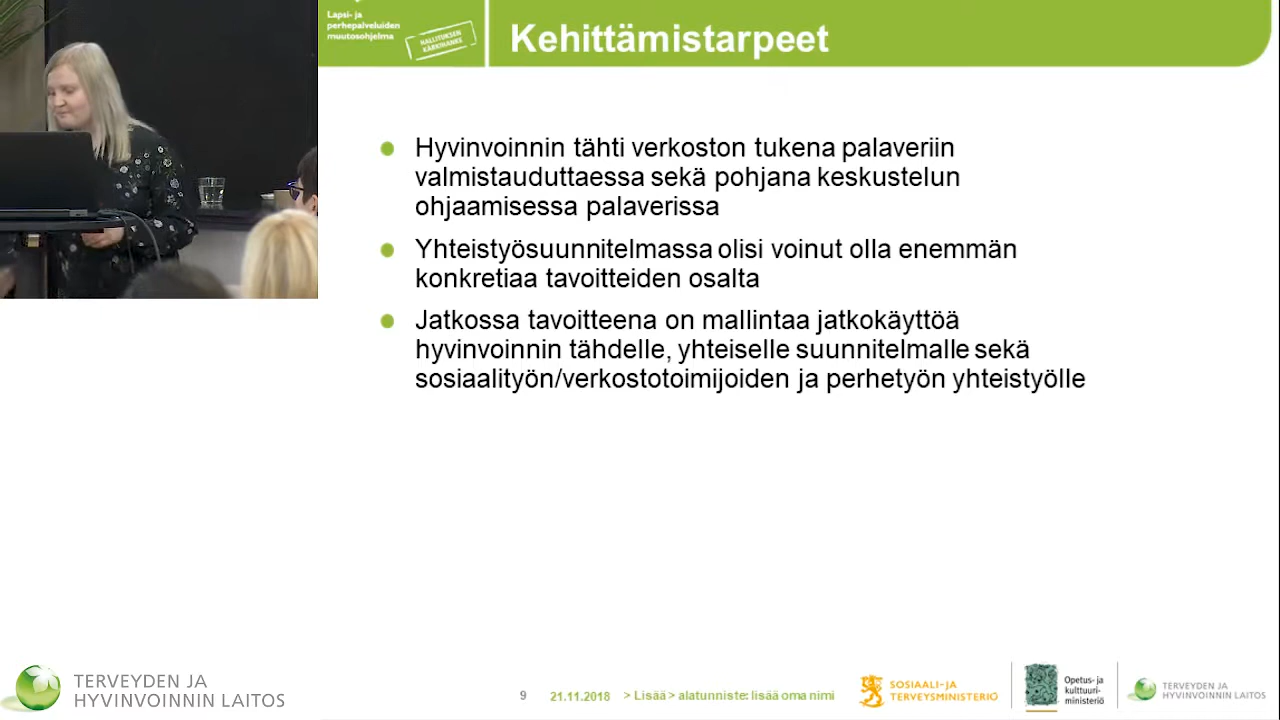 Lapsi- ja
perhepalveluiden
muutosohjelma
HALLITUKSEN
KÄRKIHANKE
Kehittämistarpeet
Hyvinvoinnin tähti verkoston tukena palaveriin
valmistauduttaessa sekä pohjana keskustelun
ohjaamisessa palaverissa
Yhteistyösuunnitelmassa olisi voinut olla enemmän
konkretiaa tavoitteiden osalta
Jatkossa tavoitteena on mallintaa jatkokäyttöä
hyvinvoinnin tähdelle, yhteiselle suunnitelmalle sekä
sosiaalityön/verkostotoimijoiden ja perhetyön yhteistyölle
TERVEYDEN JA
HYVINVOINNIN LAITOS
9 21.11.2018 > Lisää > alatunniste: lisää oma nimi
SOSIAALI- JA
TERVEYSMINISTERIÖ
Opetus- ja
kulttuuri-
ministeriö
TERVEYDEN JA
HYVINVOINNIN LAITOS